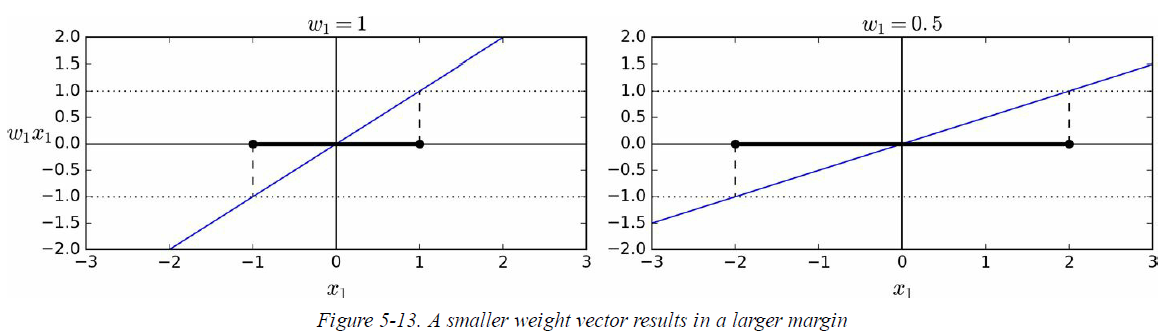 w₁ = 1
2.0
1.5
1.0
0.5
w₁x₁ 0.0
−0.5
−1.0
−1.5
−2.0
−3 −2 −1 0 1 2 3
x₁
w₁ = 0.5
2.0
1.5
1.0
0.5
0.0
−0.5
−1.0
−1.5
−2.0
−3 −2 −1 0 1 2 3
x₁
Figure 5-13. A smaller weight vector results in a larger margin